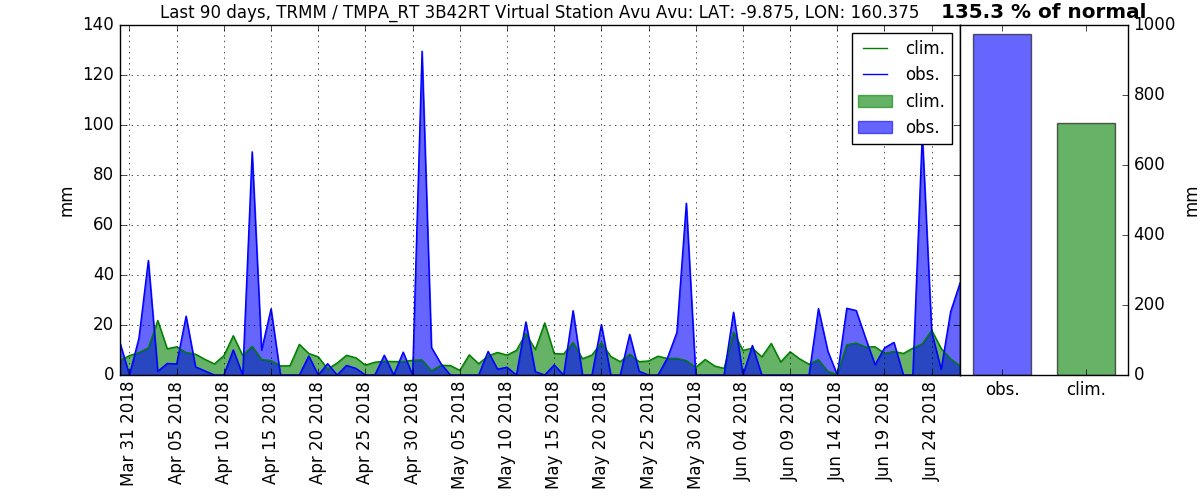 Last 90 days, TRMM / TMPA_RT 3B42RT Virtual Station Avu Avu: LAT: -9.875, LON: 160.375
135.3 % of normal
140
120
100
80
60
40
20
0
mm
clim.
obs.
clim.
obs.
Mar 31 2018
Apr 05 2018
Apr 10 2018
Apr 15 2018
Apr 20 2018
Apr 25 2018
Apr 30 2018
May 05 2018
May 10 2018
May 15 2018
May 20 2018
May 25 2018
May 30 2018
Jun 04 2018
Jun 09 2018
Jun 14 2018
Jun 19 2018
Jun 24 2018
1000
800
600
400
200
0
mm
obs.
clim.